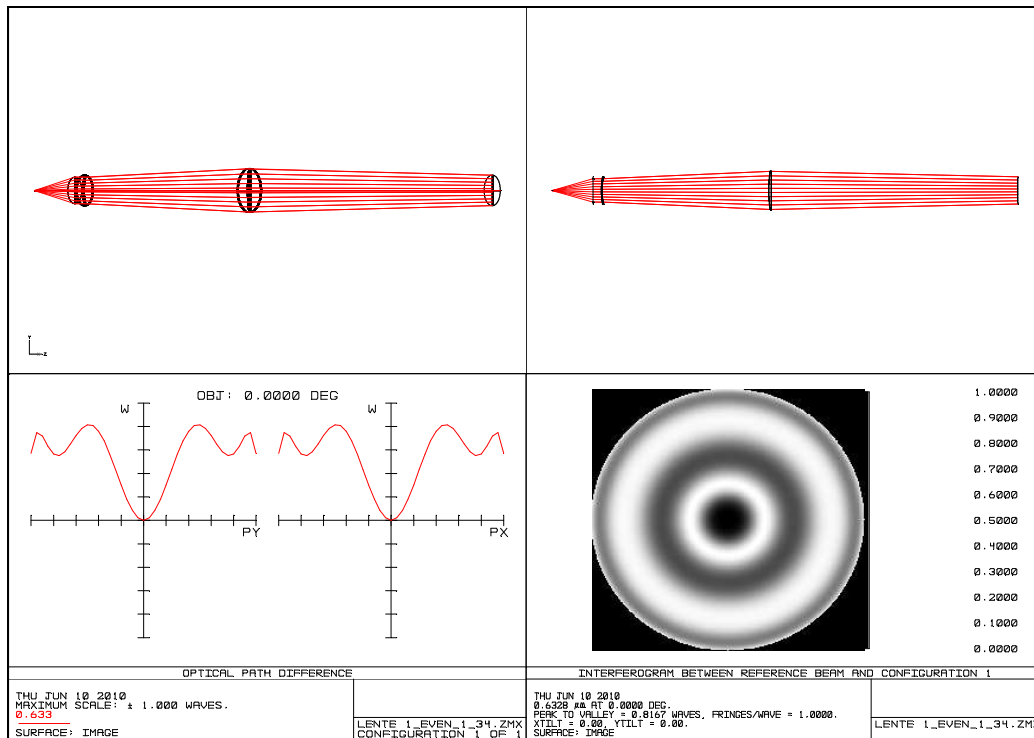 Y
Z
OBJ: 0.0000 DEG
W
W
PY
PX
1.0000
0.9000
0.8000
0.7000
0.6000
0.5000
0.4000
0.3000
0.2000
0.1000
0.0000
OPTICAL PATH DIFFERENCE
THU JUN 10 2010
MAXIMUM SCALE: ± 1.000 WAVES.
0.633
SURFACE: IMAGE
LENTE 1_EVEN_1_34.ZMX
CONFIGURATION 1 OF 1
INTERFEROGRAM BETWEEN REFERENCE BEAM AND CONFIGURATION 1
THU JUN 10 2010
0.6328 µm AT 0.0000 DEG.
PEAK TO VALLEY = 0.8167 WAVES, FRINGES/WAVE = 1.0000.
XTILT = 0.00, YTILT = 0.00.
SURFACE: IMAGE
LENTE 1_EVEN_1_34.ZM